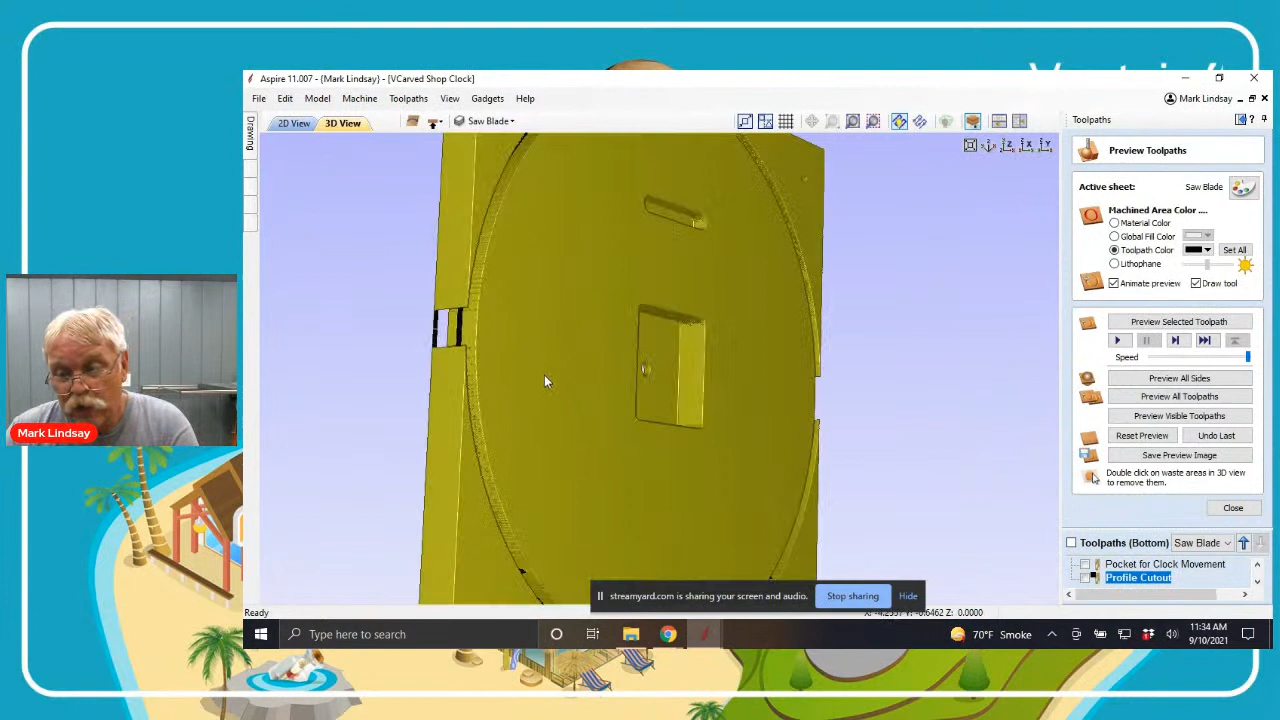 Aspire 11.007 - {Mark Lindsay} - [VCarved Shop Clock]
File Edit Model Machine Toolpaths View Gadgets Help
Mark Lindsay
2D View 3D View Saw Blade
Drawing
Toolpaths
Preview Toolpaths
Active sheet: Saw Blade
Machined Area Color ....
Material Color
Global Fill Color
Toolpath Color Set All
Lithophane
Animate preview Draw tool
Preview Selected Toolpath
Speed
Preview All Sides
Preview All Toolpaths
Preview Visible Toolpaths
Reset Preview Undo Last
Save Preview Image
Double click on waste areas in 3D view
to remove them.
Close
Toolpaths (Bottom) Saw Blade
Pocket for Clock Movement
Profile Cutout
Mark Lindsay
streamyard.com is sharing your screen and audio. Stop sharing Hide
Ready
Type here to search
70°F Smoke
11:34 AM
9/10/2021